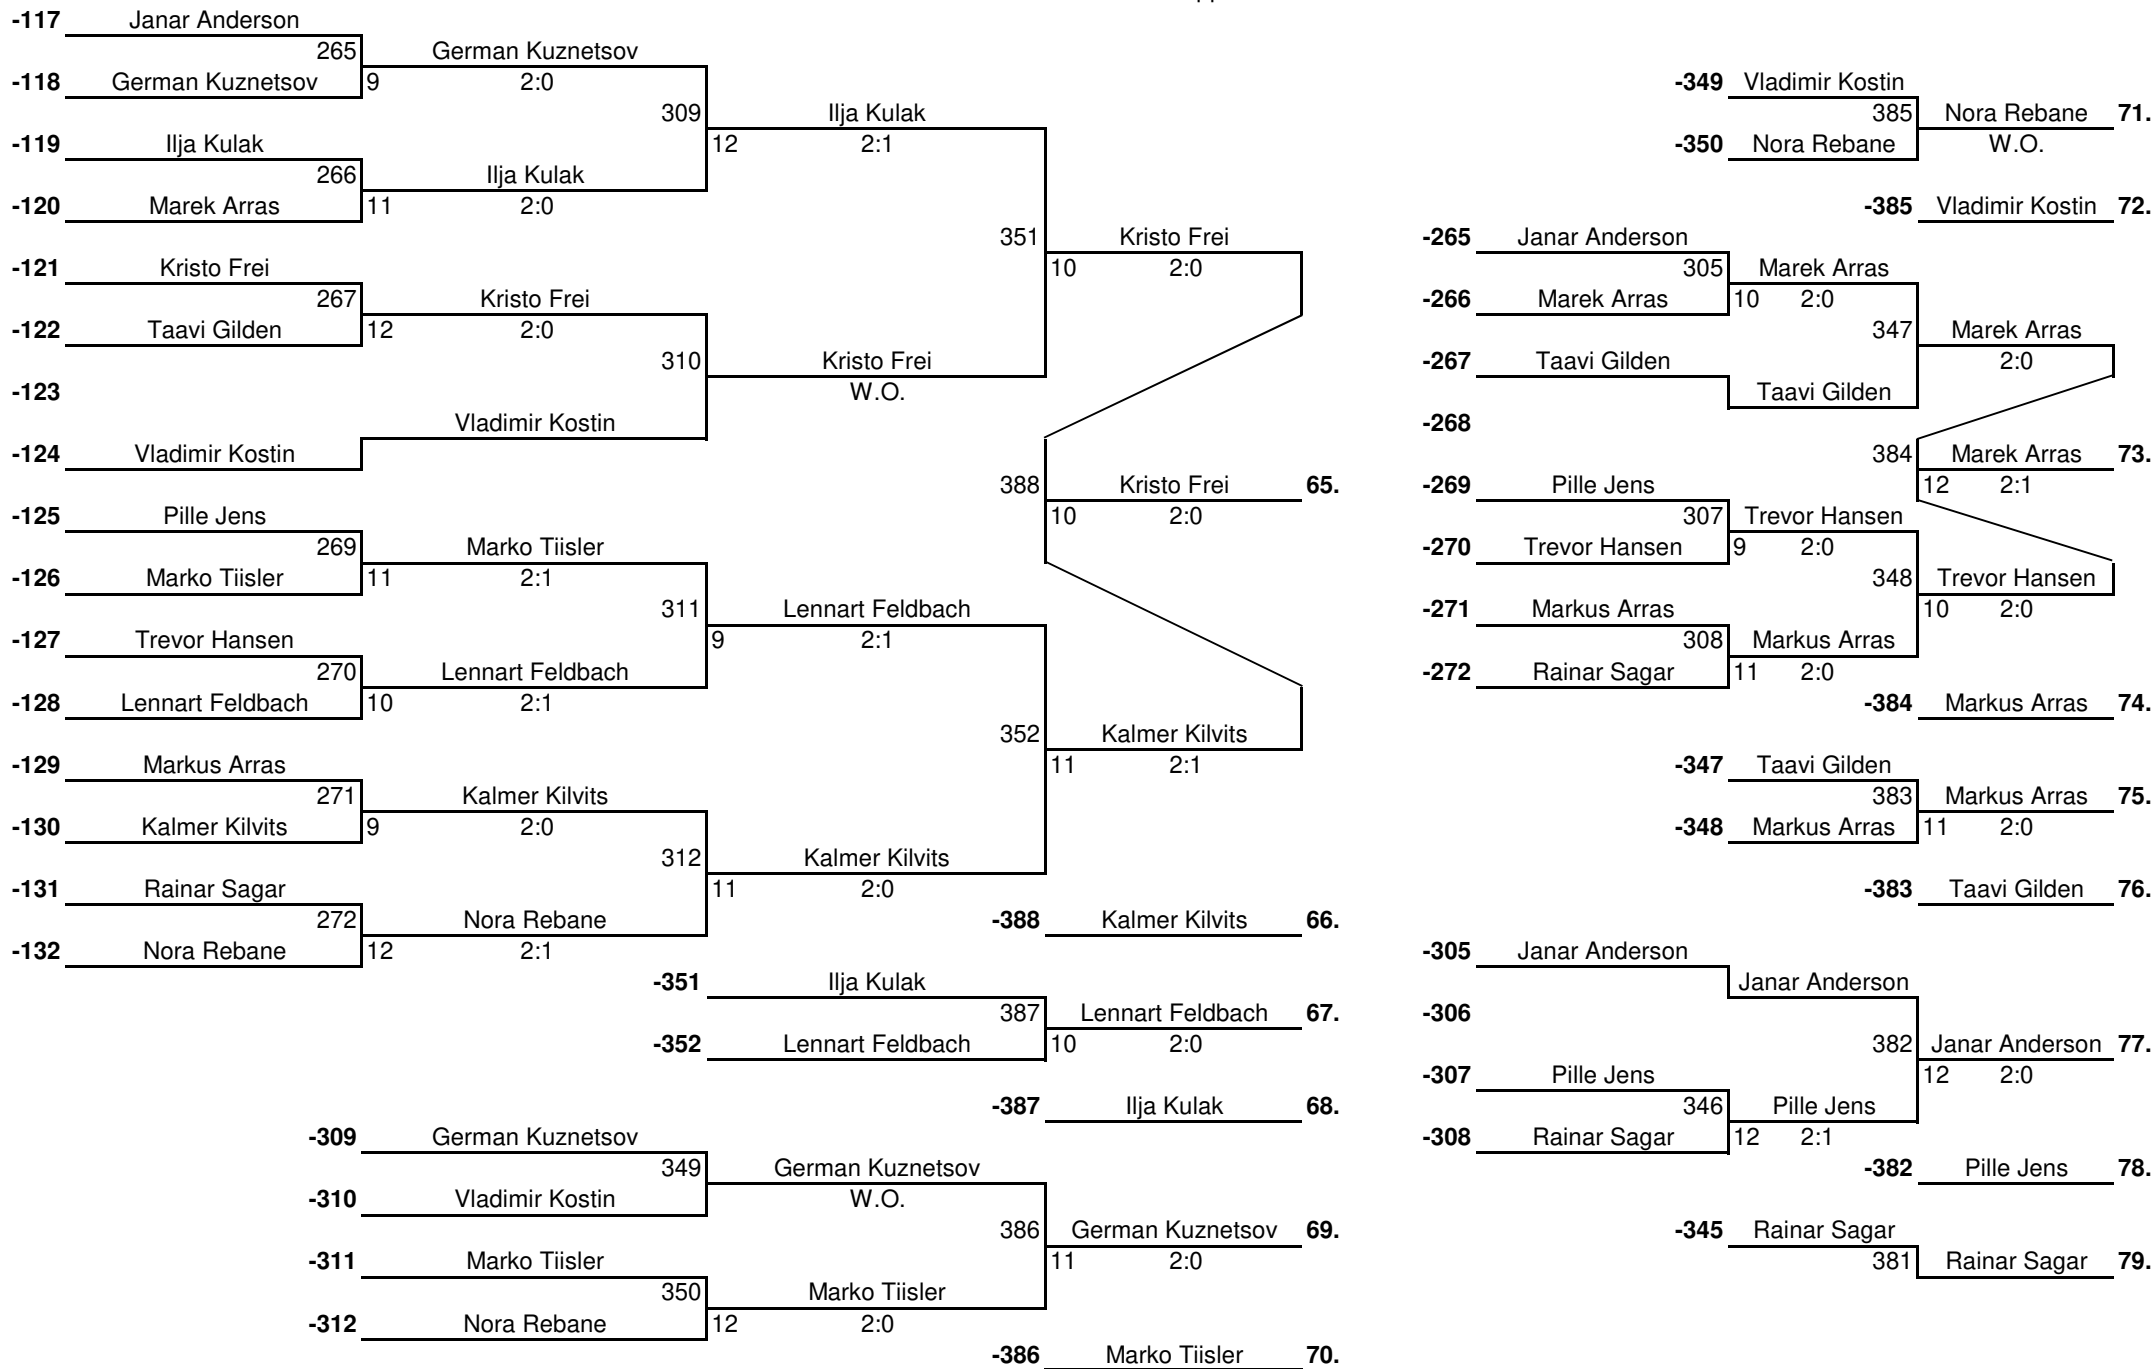 -117 Janar Anderson
265 German Kuznetsov
-118 German Kuznetsov 9 2:0
-349 Vladimir Kostin
309 Ilja Kulak
385 Nora Rebane 71.
-119 Ilja Kulak
12 2:1
-350 Nora Rebane W.O.
266 Ilja Kulak
-120 Marek Arras 11 2:0
-385 Vladimir Kostin 72.
351 Kristo Frei
-265 Janar Anderson
-121 Kristo Frei
10 2:0
305 Marek Arras
267 Kristo Frei
-266 Marek Arras 10 2:0
-122 Taavi Gilden 12 2:0
347 Marek Arras
310 Kristo Frei
-267 Taavi Gilden
2:0
-123
W.O.
Taavi Gilden
Vladimir Kostin
-268
-124 Vladimir Kostin
384 Marek Arras 73.
388 Kristo Frei 65.
-269 Pille Jens
12 2:1
-125 Pille Jens
10 2:0
307 Trevor Hansen
269 Marko Tiisler
-270 Trevor Hansen 9 2:0
-126 Marko Tiisler 11 2:1
348 Trevor Hansen
311 Lennart Feldbach
-271 Markus Arras
10 2:0
-127 Trevor Hansen
9 2:1
308 Markus Arras
270 Lennart Feldbach
-272 Rainar Sagar 11 2:0
-128 Lennart Feldbach 10 2:1
-384 Markus Arras 74.
352 Kalmer Kilvits
-129 Markus Arras
11 2:1
-347 Taavi Gilden
271 Kalmer Kilvits
383 Markus Arras 75.
-130 Kalmer Kilvits 9 2:0
-348 Markus Arras 11 2:0
312 Kalmer Kilvits
-131 Rainar Sagar
11 2:0
-383 Taavi Gilden 76.
272 Nora Rebane
-388 Kalmer Kilvits 66.
-132 Nora Rebane 12 2:1
-305 Janar Anderson
-351 Ilja Kulak
Janar Anderson
387 Lennart Feldbach 67.
-306
-352 Lennart Feldbach 10 2:0
382 Janar Anderson 77.
-307 Pille Jens
12 2:0
-387 Ilja Kulak 68.
346 Pille Jens
-309 German Kuznetsov
-308 Rainar Sagar 12 2:1
349 German Kuznetsov
-382 Pille Jens 78.
-310 Vladimir Kostin W.O.
386 German Kuznetsov 69.
-345 Rainar Sagar
-311 Marko Tiisler
11 2:0
381 Rainar Sagar 79.
350 Marko Tiisler
-312 Nora Rebane 12 2:0
-386 Marko Tiisler 70.